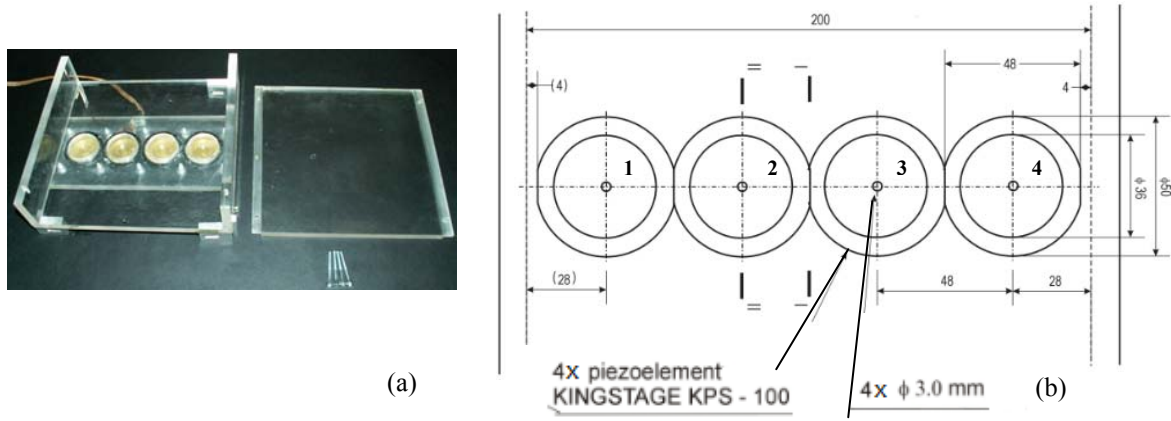 200
= –
(4)
48
4
1
2
3
4
ϕ 36
ϕ50
(28)
48
28
= –
4x piezoelement
KINGSTAGE KPS - 100
4x ϕ 3.0 mm
(a)
(b)